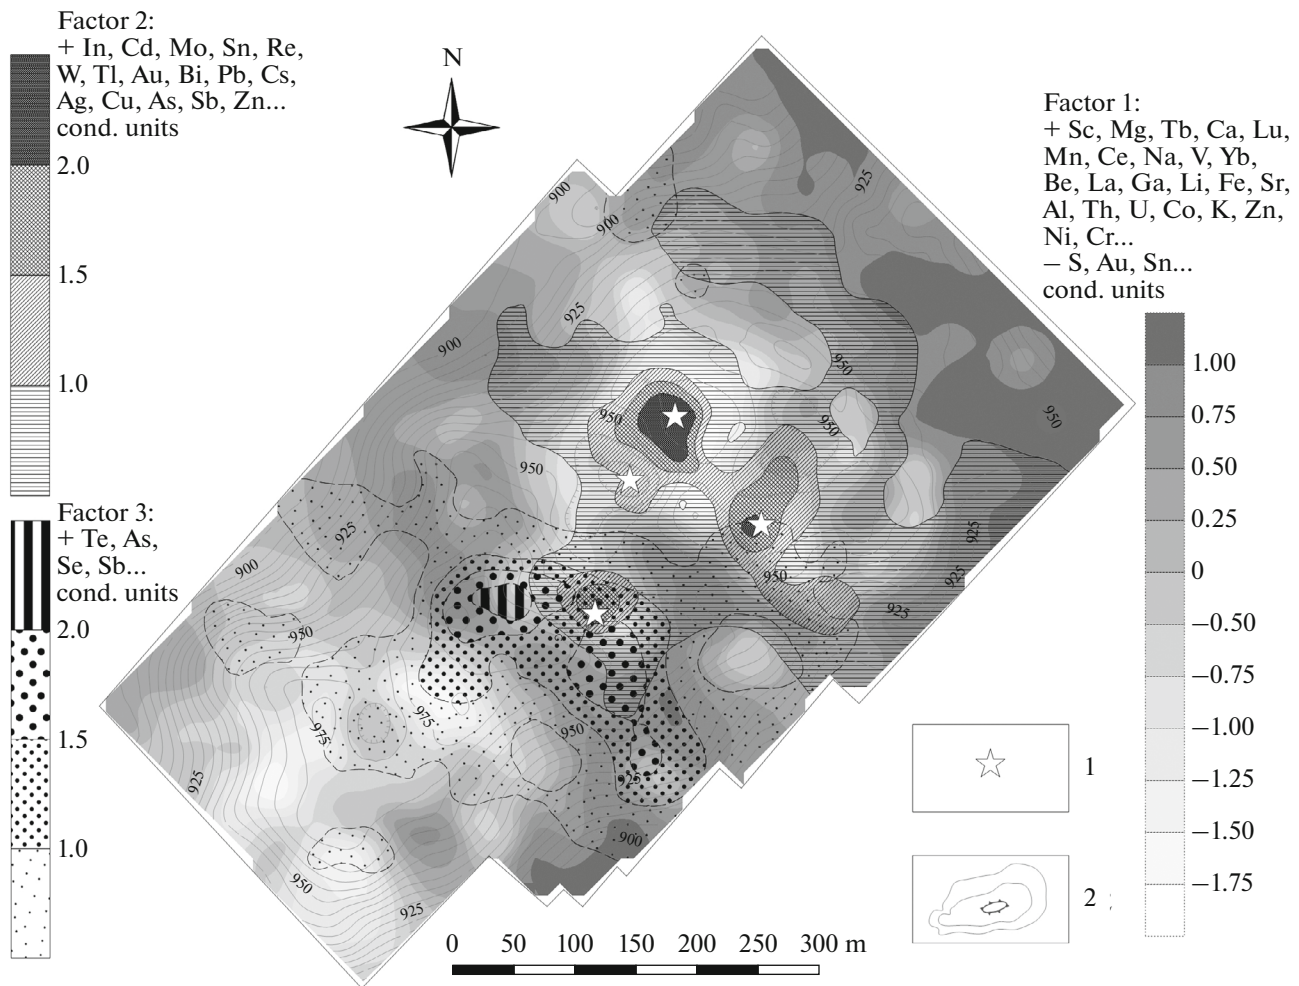 Factor 2:
+ In, Cd, Mo, Sn, Re,
W, Tl, Au, Bi, Pb, Cs,
Ag, Cu, As, Sb, Zn...
cond. units
2.0
1.5
1.0
Factor 3:
+ Te, As,
Se, Sb...
cond. units
2.0
1.5
1.0
N
Factor 1:
+ Sc, Mg, Tb, Ca, Lu,
Mn, Ce, Na, V, Yb,
Be, La, Ga, Li, Fe, Sr,
Al, Th, U, Co, K, Zn,
Ni, Cr...
− S, Au, Sn...
cond. units
1.00
0.75
0.50
0.25
0
−0.50
−0.75
−1.00
−1.25
−1.50
−1.75
900
900
925
925
900
950
950
950
950
950
925
925
925
925
950
900
950
975
975
950
925
925
900
950
925
1
2
0 50 100 150 200 250 300 m